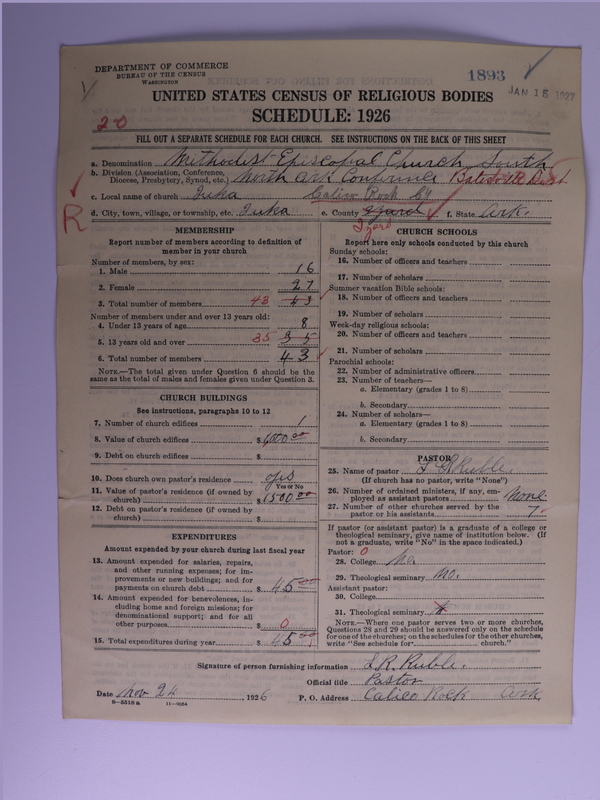 DEPARTMENT OF COMMERCE
BUREAU OF THE CENSUS
WASHINGTON
1893
JAN 15 1927
UNITED STATES CENSUS OF RELIGIOUS BODIES
SCHEDULE: 1926
20
FILL OUT A SEPARATE SCHEDULE FOR EACH CHURCH. SEE INSTRUCTIONS ON THE BACK OF THIS SHEET
a. Denomination Methodist Episcopal Church, South
b. Division (Association, Conference, Diocese, Presbytery, Synod, etc.) North Ark Conference Batesville Dist
c. Local name of church Iuka Calico Rock Ct
R
d. City, town, village, or township, etc. Iuka e. County Izard f. State Ark.
Izard
MEMBERSHIP
Report number of members according to definition of member in your church
Number of members, by sex:
1. Male 16
2. Female 27
3. Total number of members 43 43
Number of members under and over 13 years old:
4. Under 13 years of age 8
5. 13 years old and over 35 35
6. Total number of members 43
NOTE.—The total given under Question 6 should be the same as the total of males and females given under Question 3.
CHURCH BUILDINGS
See instructions, paragraphs 10 to 12
7. Number of church edifices 1
8. Value of church edifices $1,000.00
9. Debt on church edifices $
10. Does church own pastor's residence yes
Yes or No
11. Value of pastor's residence (if owned by church) $1500.00
12. Debt on pastor's residence (if owned by church) $
EXPENDITURES
Amount expended by your church during last fiscal year
13. Amount expended for salaries, repairs, and other running expenses; for improvements or new buildings; and for payments on church debt $45.00
14. Amount expended for benevolences, including home and foreign missions; for denominational support; and for all other purposes $ 0
15. Total expenditures during year $45.00
CHURCH SCHOOLS
Report here only schools conducted by this church
Sunday schools:
16. Number of officers and teachers
17. Number of scholars
Summer vacation Bible schools:
18. Number of officers and teachers
19. Number of scholars
Week-day religious schools:
20. Number of officers and teachers
21. Number of scholars
Parochial schools:
22. Number of administrative officers
23. Number of teachers—
a. Elementary (grades 1 to 8)
b. Secondary
24. Number of scholars—
a. Elementary (grades 1 to 8)
b. Secondary
PASTOR
25. Name of pastor L R Ruble.
(If church has no pastor, write "None")
26. Number of ordained ministers, if any, employed as assistant pastors None
27. Number of other churches served by the pastor or his assistants 7
If pastor (or assistant pastor) is a graduate of a college or theological seminary, give name of institution below. (If not a graduate, write "No" in the space indicated.)
Pastor: 0
28. College No
29. Theological seminary No.
Assistant pastor:
30. College
31. Theological seminary
NOTE.—Where one pastor serves two or more churches, Questions 28 and 29 should be answered only on the schedule for one of the churches; on the schedules for the other churches, write "See schedule for church."
Signature of person furnishing information L. R. Ruble.
Official title Pastor
Date Nov 24, 1926 P. O. Address Calico Rock Ark.
8—5518a 11—9054